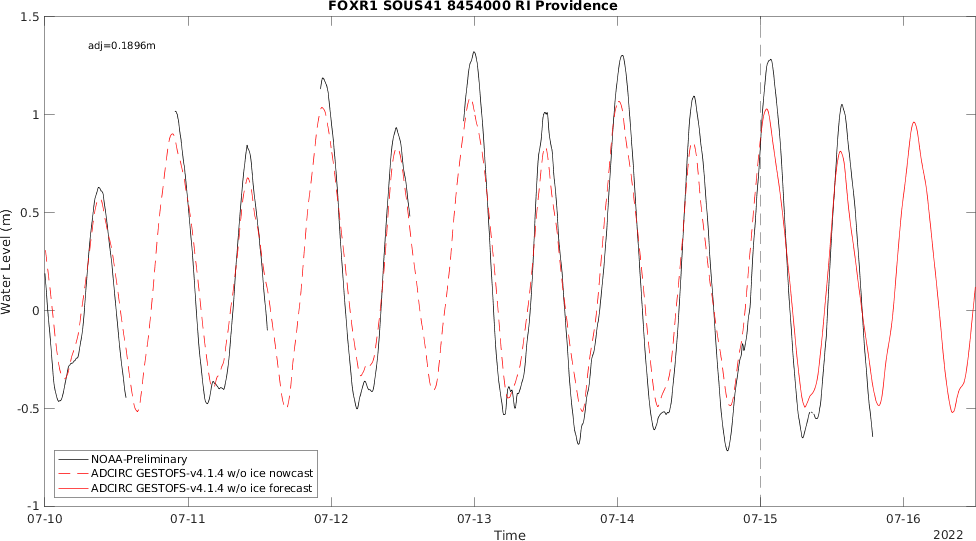 FOXR1 SOUS41 8454000 RI Providence
adj=0.1896m
1.5
1
0.5
0
-0.5
-1
Water Level (m)
NOAA-Preliminary
ADCIRC GESTOFS-v4.1.4 w/o ice nowcast
ADCIRC GESTOFS-v4.1.4 w/o ice forecast
07-10 07-11 07-12 07-13 07-14 07-15 07-16
Time
2022